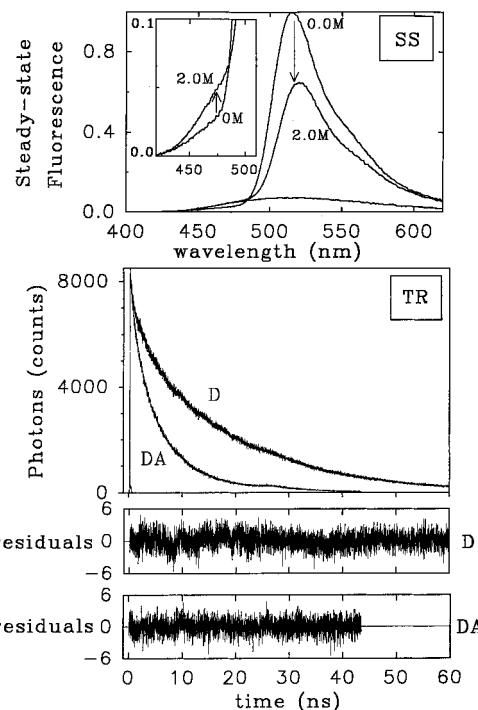 Steady-state
Fluorescence
0.0
0.4
0.8
0.1
0.0
2.0M
0M
450
500
0.0M
2.0M
SS
400
450
500
550
600
wavelength (nm)
Photons (counts)
8000
4000
0
TR
D
DA
residuals
6
0
-6
D
residuals
6
0
-6
DA
0
10
20
30
40
50
60
time (ns)